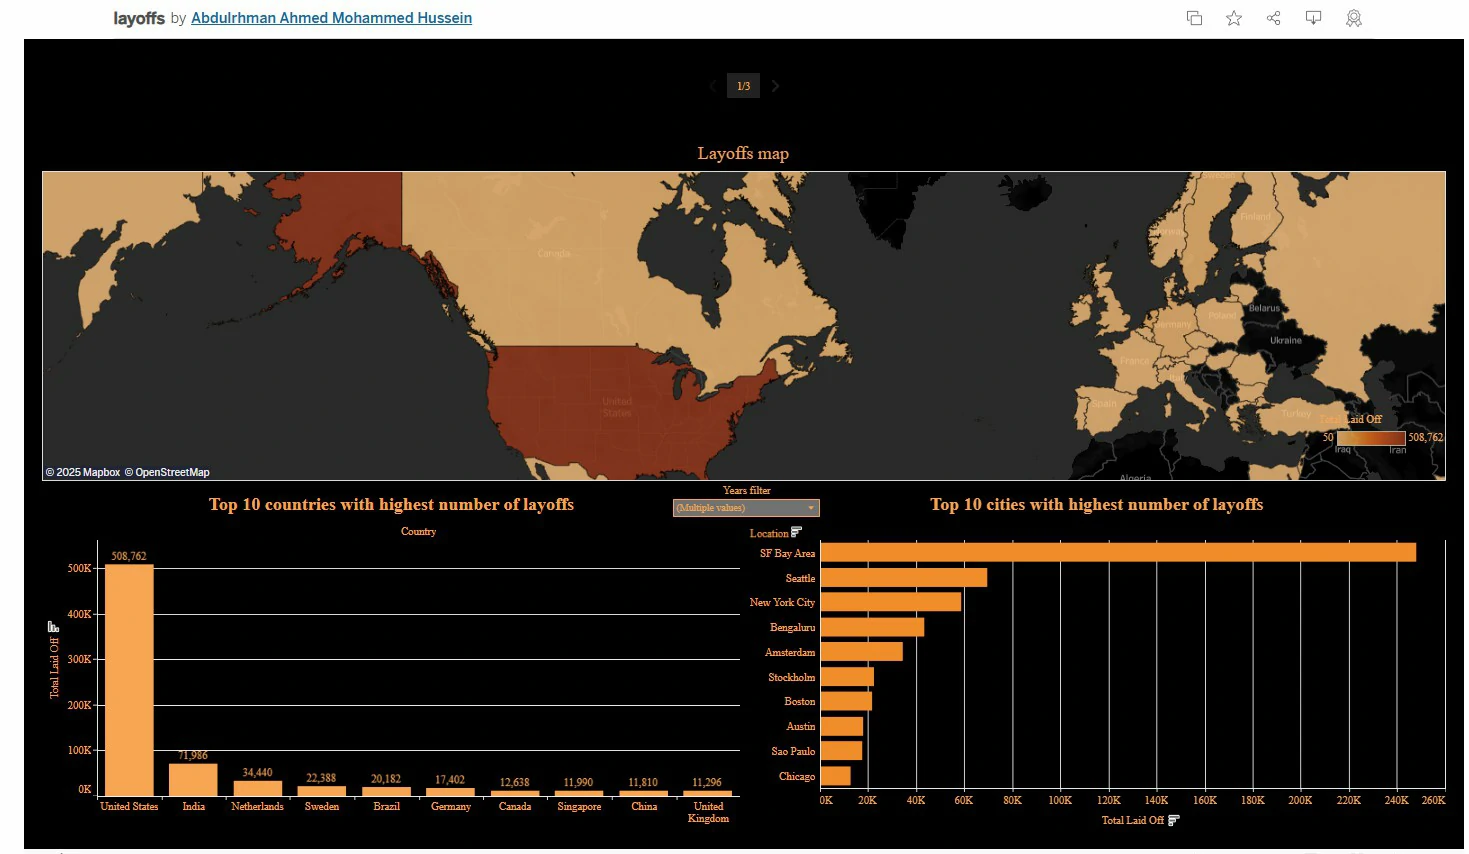 layoffs by Abdulrhman Ahmed Mohammed Hussein
1/3
Layoffs map
Sweden
Finland
Norway
Canada
Belarus
Poland
Germany
Ukraine
France
Italy
United
States
Spain
Turkey
Total Laid Off
50 508,762
Iraq Iran
Algeria
© 2025 Mapbox © OpenStreetMap
Years filter
(Multiple values)
Top 10 countries with highest number of layoffs
Country
Total Laid Off
500K
400K
300K
200K
100K
0K
508,762
71,986
34,440
22,388
20,182
17,402
12,638
11,990
11,810
11,296
United States
India
Netherlands
Sweden
Brazil
Germany
Canada
Singapore
China
United
Kingdom
Top 10 cities with highest number of layoffs
Location
SF Bay Area
Seattle
New York City
Bengaluru
Amsterdam
Stockholm
Boston
Austin
Sao Paulo
Chicago
0K 20K 40K 60K 80K 100K 120K 140K 160K 180K 200K 220K 240K 260K
Total Laid Off